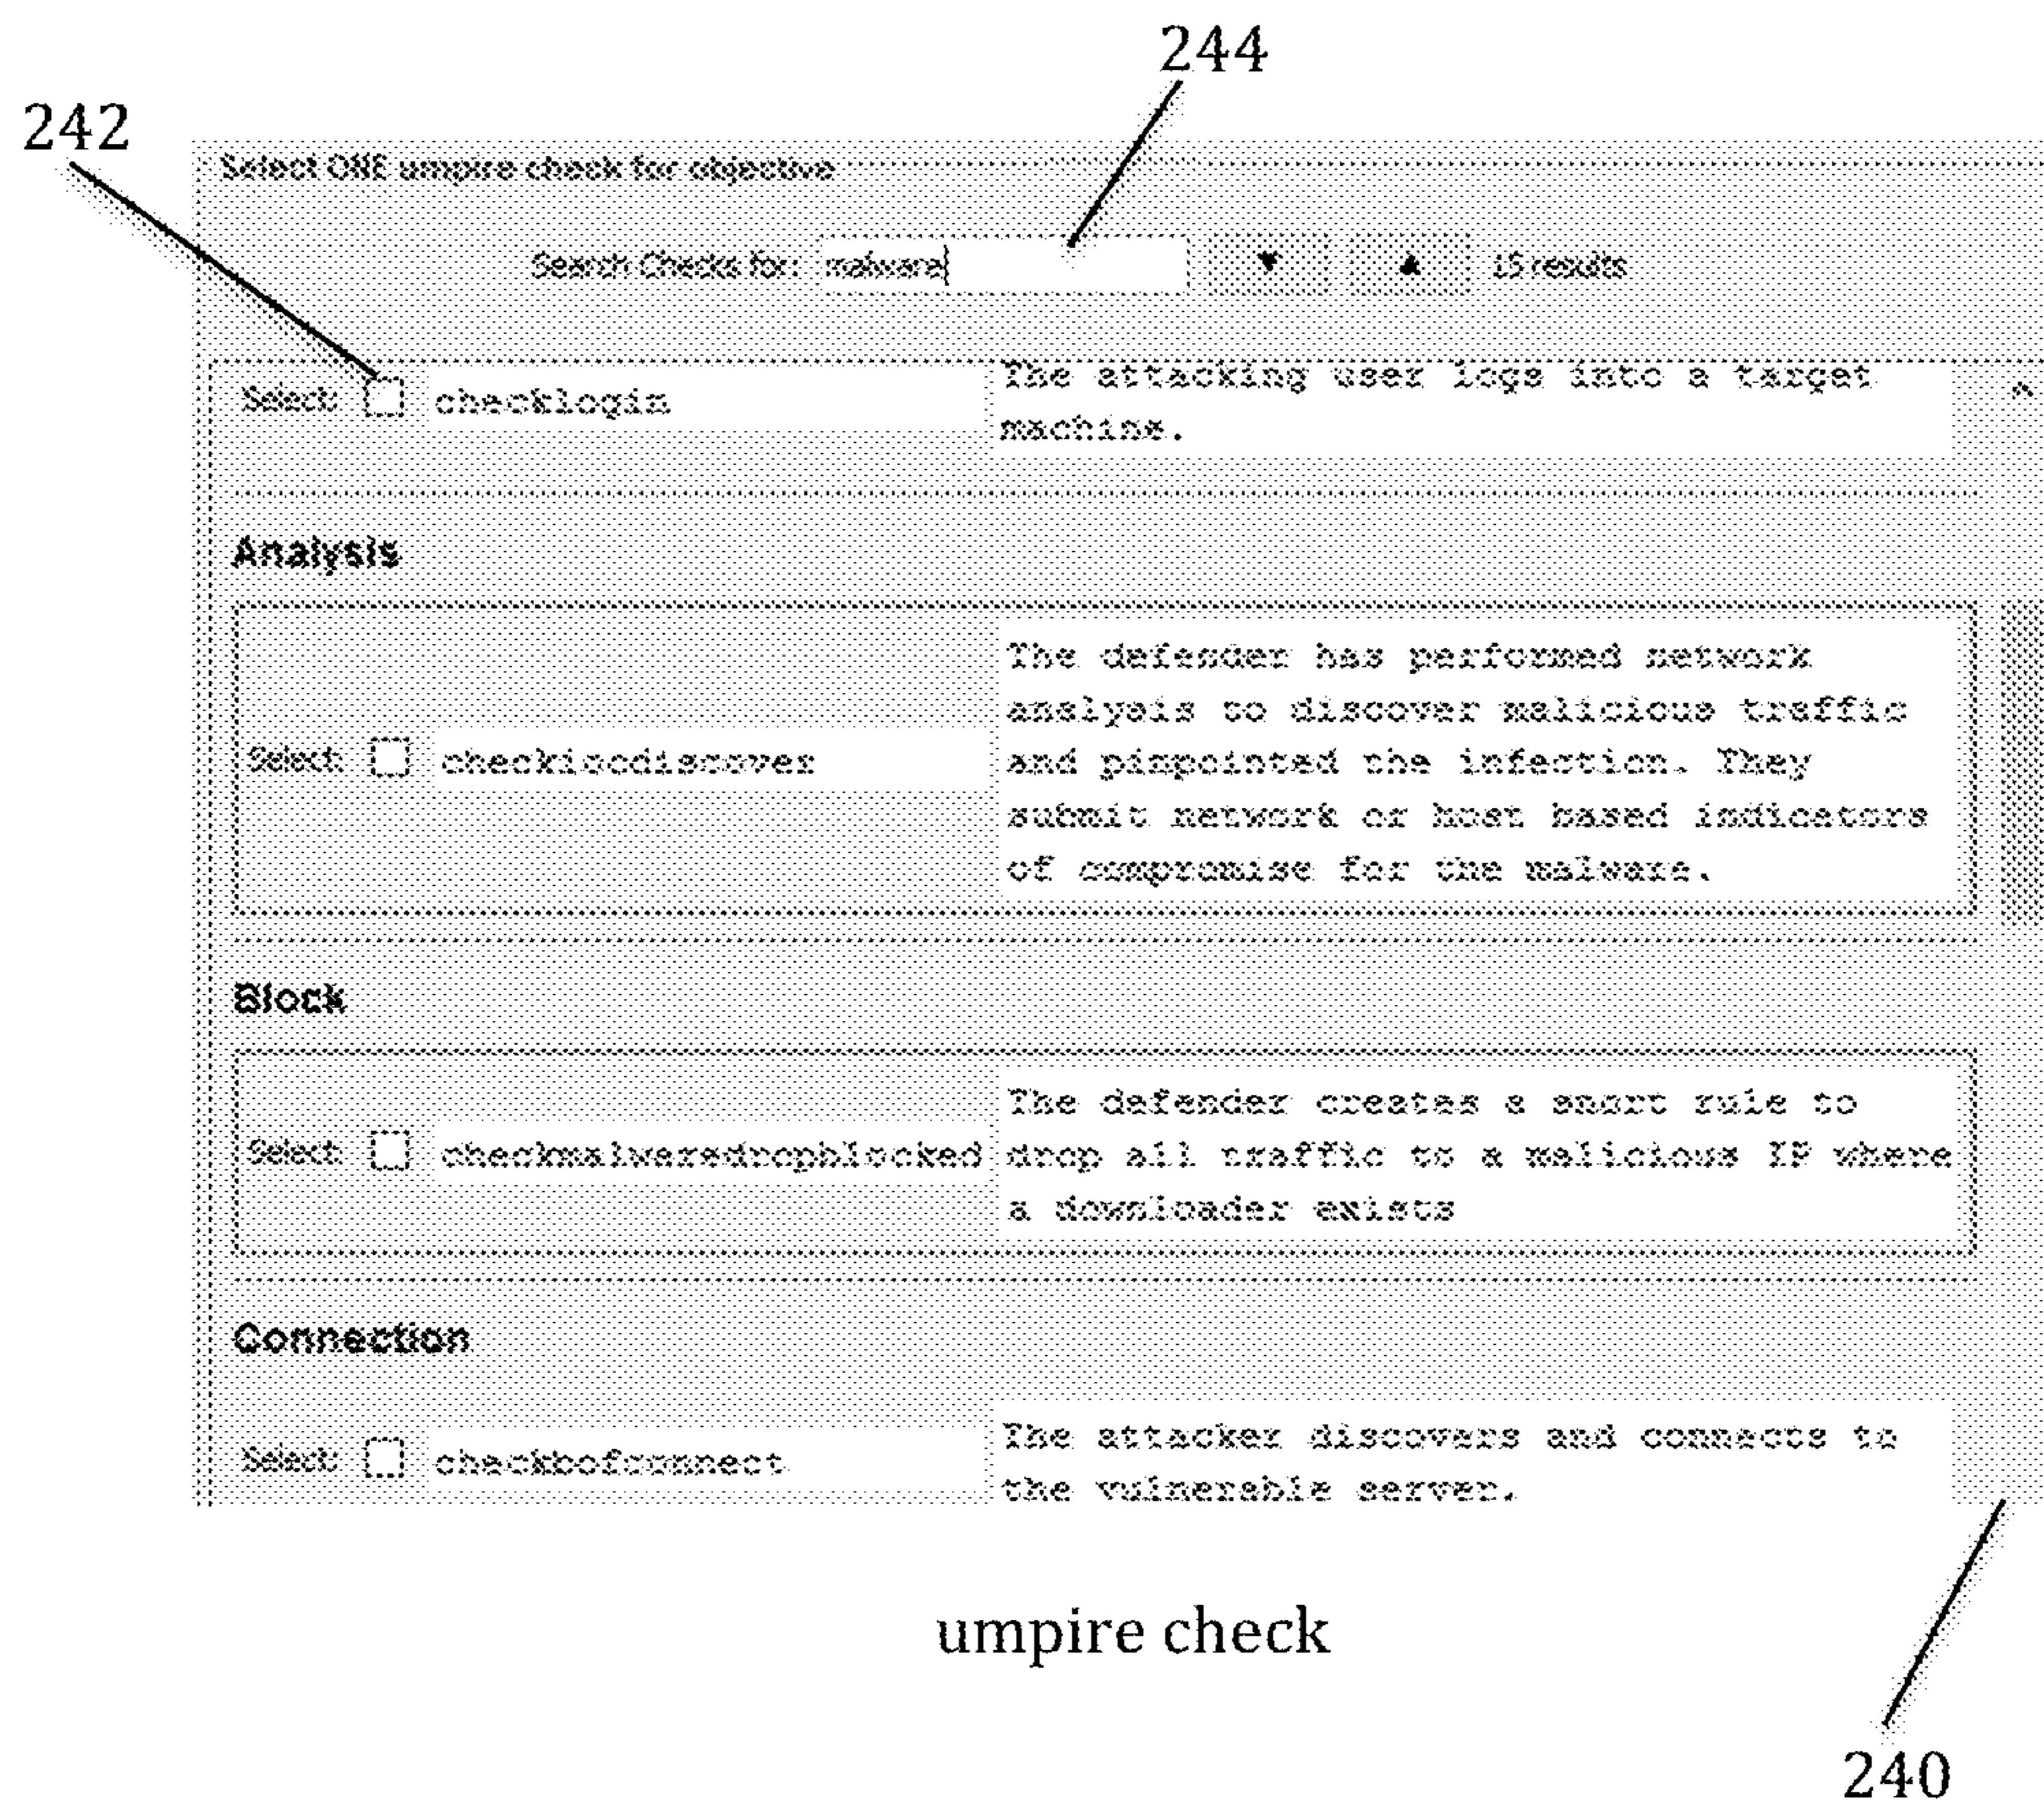 244
242
Select ONE umpire check for objective
Search Checks for: malware ▼ ▲ 15 results
Select: checklogin
The attacking user logs into a target
machine.
Analysis
Select: checkiocdiscover
The defender has performed network
analysis to discover malicious traffic
and pinpointed the infection. They
submit network or host based indicators
of compromise for the malware.
Block
Select: checkmalwaredropblocked
The defender creates a snort rule to
drop all traffic to a malicious IP where
a downloader exists
Connection
Select: checkbofconnect
The attacker discovers and connects to
the vulnerable server.
umpire check
240